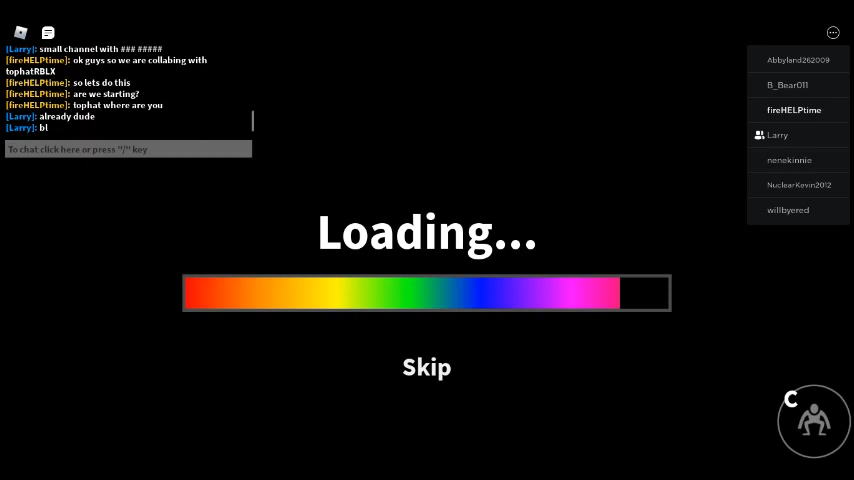 [Larry]: small channel with ### #####
[fireHELPtime]: ok guys so we are collabing with
tophatRBLX
[fireHELPtime]: so lets do this
[fireHELPtime]: are we starting?
[fireHELPtime]: tophat where are you
[Larry]: already dude
[Larry]: bl
To chat click here or press "/" key
Abbyland262009
B_Bear011
fireHELPtime
Larry
nenekinnie
NuclearKevin2012
willbyered
Loading...
Skip
C